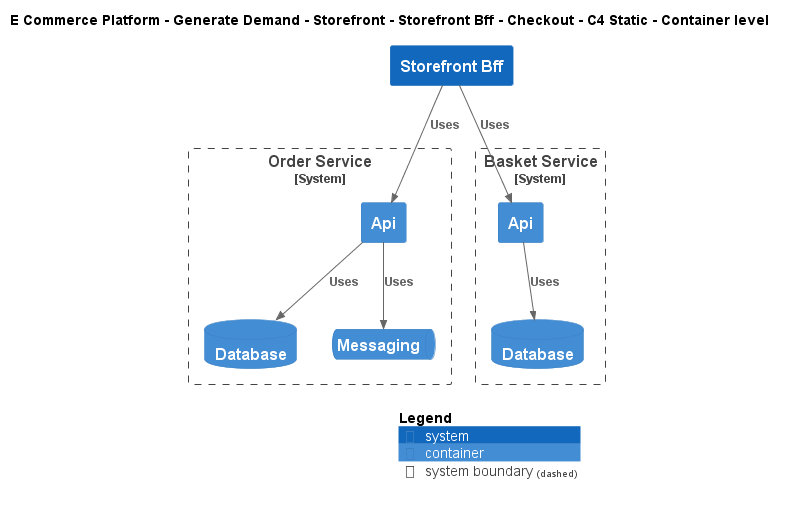 E Commerce Platform - Generate Demand - Storefront - Storefront Bff - Checkout - C4 Static - Container level
Storefront Bff
Uses
Uses
Order Service
[System]
Basket Service
[System]
Api
Api
Uses
Uses
Uses
Database
Messaging
Database
Legend
system
container
system boundary (dashed)